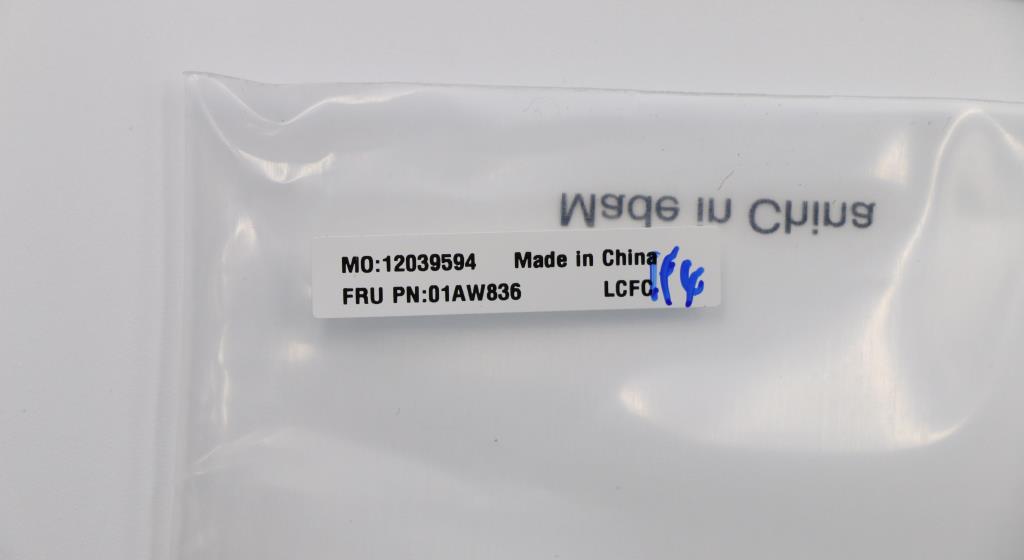 Made in China
MO:12039594 Made in China
FRU PN:01AW836 LCFC